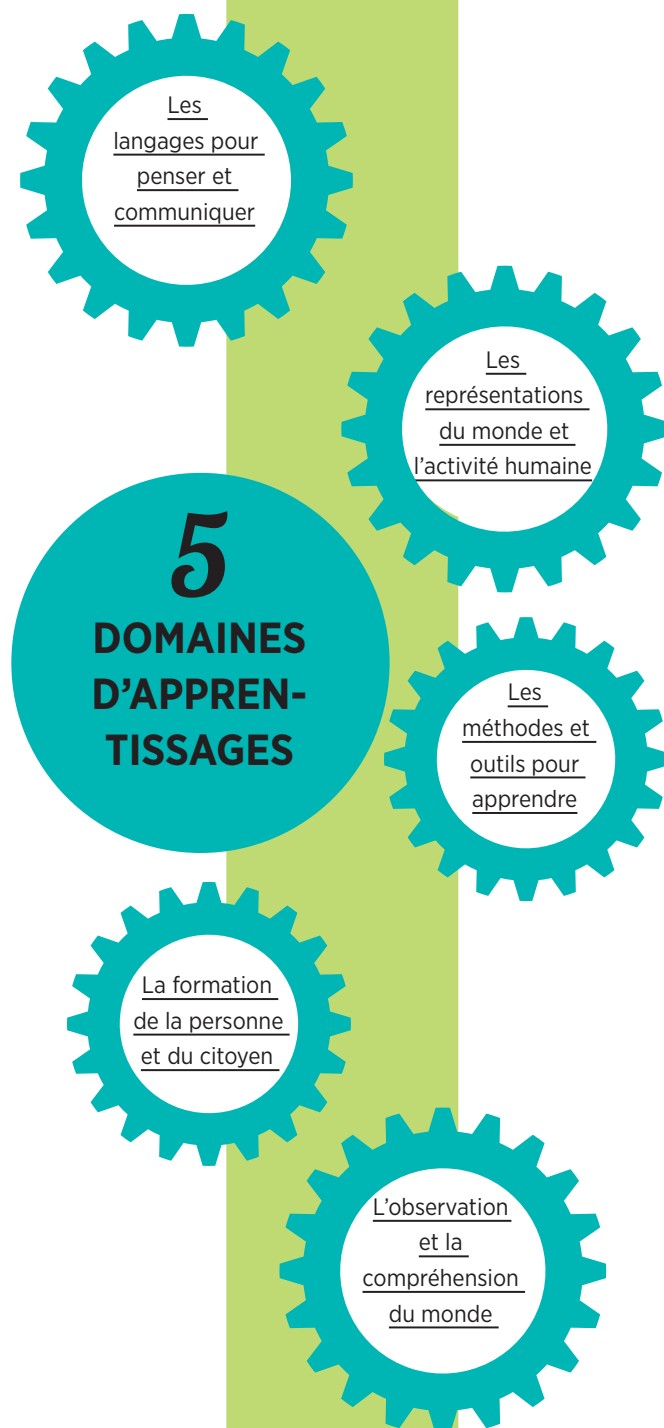 Les
langages pour
penser et
communiquer
Les
représentations
du monde et
l’activité humaine
5
DOMAINES
D’APPREN-
TISSAGES
Les
méthodes et
outils pour
apprendre
La formation
de la personne
et du citoyen
L’observation
et la
compréhension
du monde